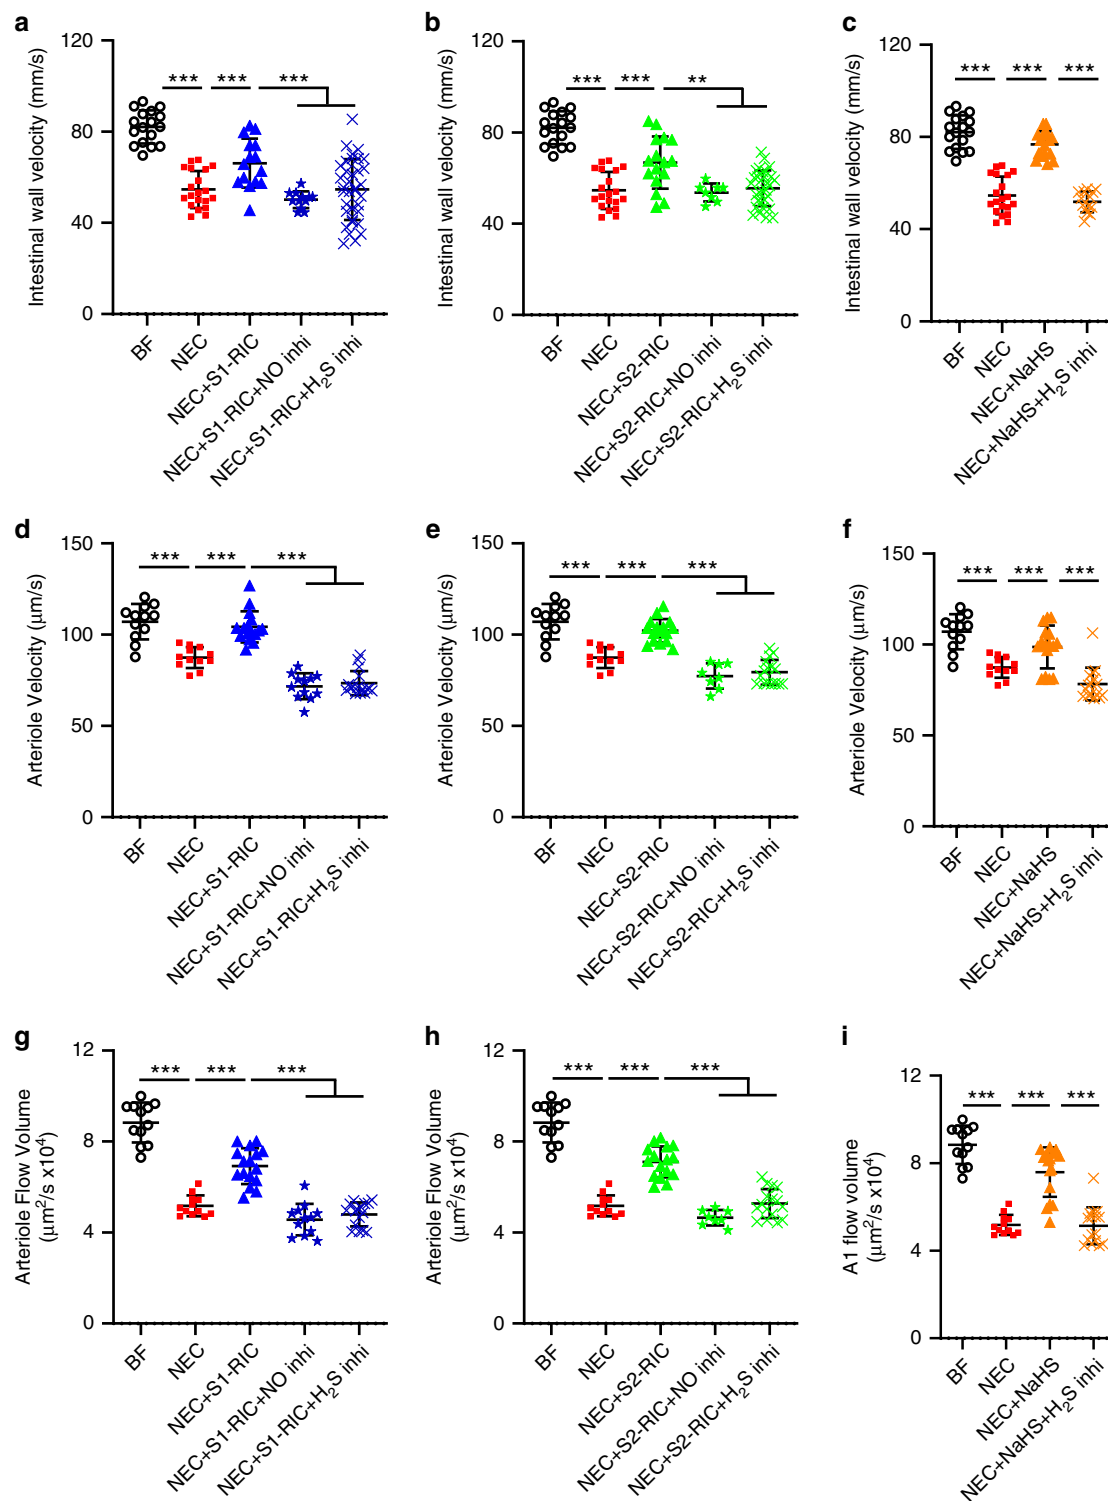 a
Intestinal wall velocity (mm/s)
120
80
40
0
*** *** ***
BF
NEC
NEC+S1-RIC
NEC+S1-RIC+NO inhi
NEC+S1-RIC+H₂S inhi
b
Intestinal wall velocity (mm/s)
120
80
40
0
*** *** **
BF
NEC
NEC+S2-RIC
NEC+S2-RIC+NO inhi
NEC+S2-RIC+H₂S inhi
c
Intestinal wall velocity (mm/s)
120
80
40
0
*** *** ***
BF
NEC
NEC+NaHS
NEC+NaHS+H₂S inhi
d
Arteriole Velocity (μm/s)
150
100
50
0
*** *** ***
BF
NEC
NEC+S1-RIC
NEC+S1-RIC+NO inhi
NEC+S1-RIC+H₂S inhi
e
Arteriole Velocity (μm/s)
150
100
50
0
*** *** ***
BF
NEC
NEC+S2-RIC
NEC+S2-RIC+NO inhi
NEC+S2-RIC+H₂S inhi
f
Arteriole Velocity (μm/s)
150
100
50
0
*** *** ***
BF
NEC
NEC+NaHS
NEC+NaHS+H₂S inhi
g
Arteriole Flow Volume
(μm²/s x10⁴)
12
8
4
0
*** *** ***
BF
NEC
NEC+S1-RIC
NEC+S1-RIC+NO inhi
NEC+S1-RIC+H₂S inhi
h
Arteriole Flow Volume
(μm²/s x10⁴)
12
8
4
0
*** *** ***
BF
NEC
NEC+S2-RIC
NEC+S2-RIC+NO inhi
NEC+S2-RIC+H₂S inhi
i
A1 flow volume
(μm²/s x10⁴)
12
8
4
0
*** *** ***
BF
NEC
NEC+NaHS
NEC+NaHS+H₂S inhi